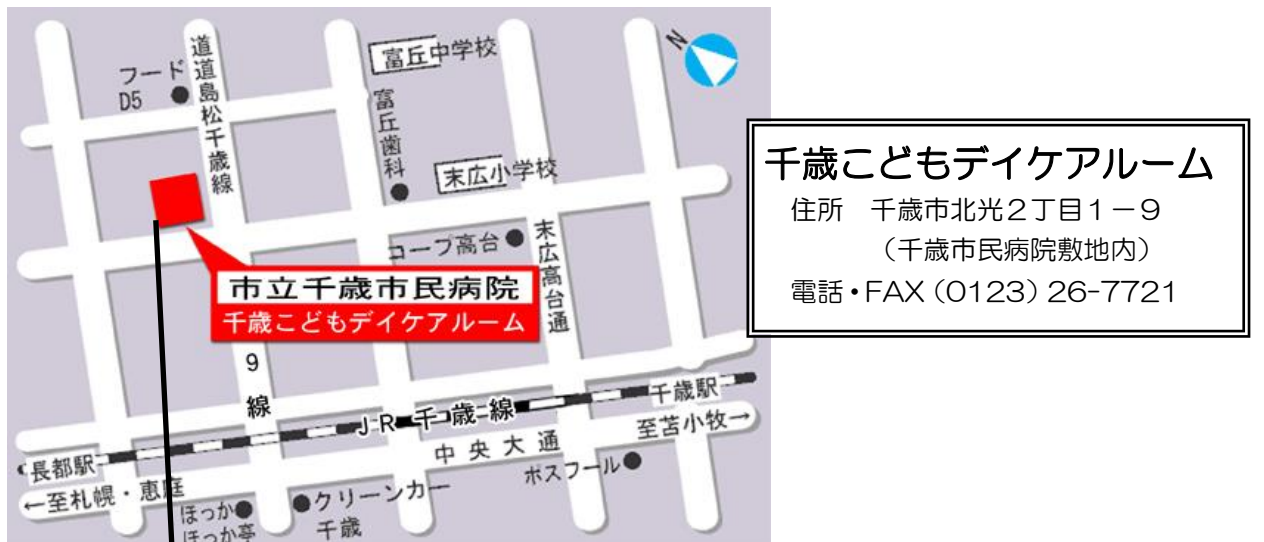 道道島松千歳線
フード
D5
富丘中学校
N
富丘歯科
末広小学校
コープ高台
末広高台通
市立千歳市民病院
千歳こどもデイケアルーム
9線
JR千歳線
千歳駅
至苫小牧→
中央大通
長都駅
←至札幌・恵庭
ポスフール
ほっか
ほっか亭
クリーンカー
千歳
千歳こどもデイケアルーム
住所 千歳市北光2丁目1-9
(千歳市民病院敷地内)
電話・FAX(0123)26-7721